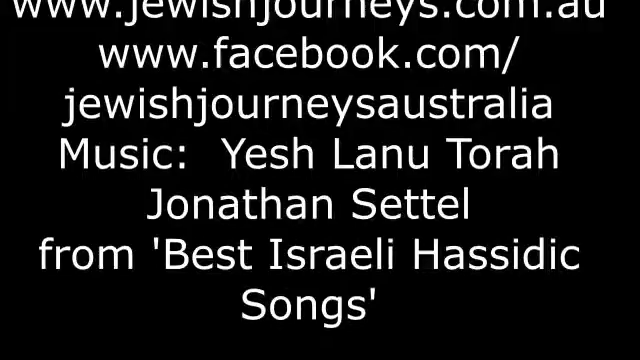 www.jewishjourneys.com.au
www.facebook.com/
jewishjourneysaustralia
Music:  Yesh Lanu Torah
Jonathan Settel
from 'Best Israeli Hassidic
Songs'